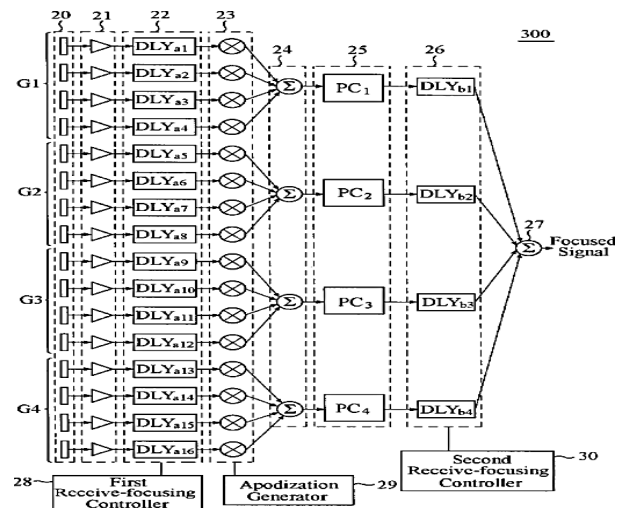 20 21 22 23 24 25 26 300
G1 DLYa1
DLYa2
DLYa3
DLYa4
Σ PC1 DLYb1
G2 DLYa5
DLYa6
DLYa7
DLYa8
Σ PC2 DLYb2
27
Σ Focused
Signal
G3 DLYa9
DLYa10
DLYa11
DLYa12
Σ PC3 DLYb3
G4 DLYa13
DLYa14
DLYa15
DLYa16
Σ PC4 DLYb4
28 First
Receive-focusing
Controller
Apodization
Generator
29
Second
Receive-focusing
Controller
30